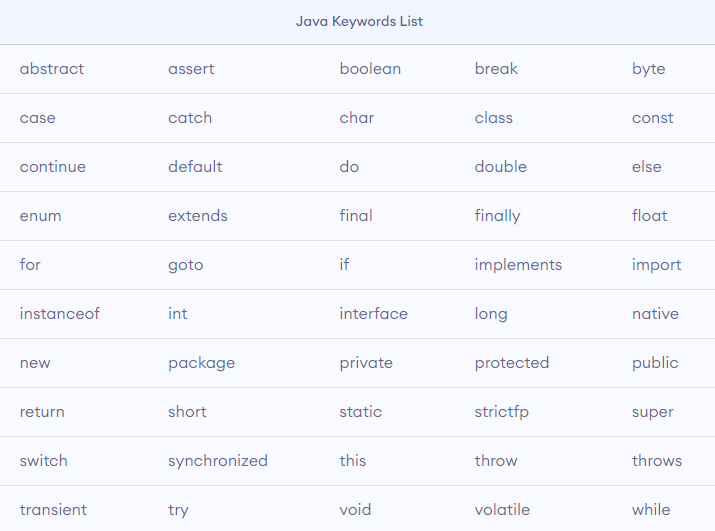 Java Keywords List
abstract assert boolean break byte
case catch char class const
continue default do double else
enum extends final finally float
for goto if implements import
instanceof int interface long native
new package private protected public
return short static strictfp super
switch synchronized this throw throws
transient try void volatile while